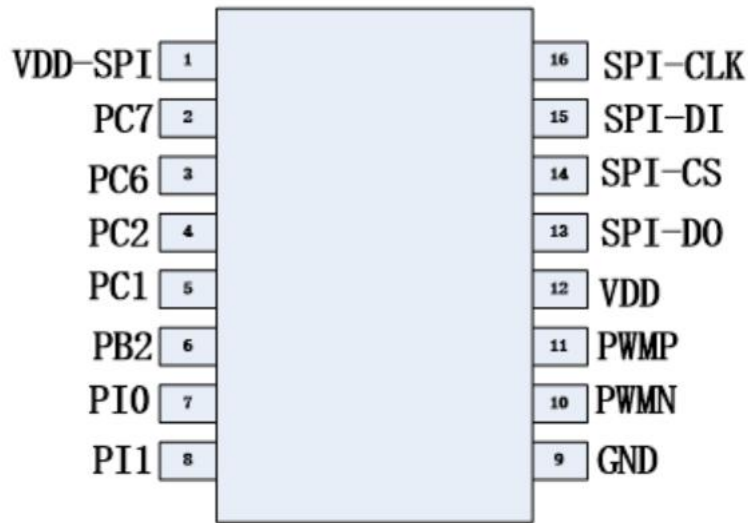 VDD-SPI 1 16 SPI-CLK
PC7 2 15 SPI-DI
PC6 3 14 SPI-CS
PC2 4 13 SPI-DO
PC1 5 12 VDD
PB2 6 11 PWMP
PI0 7 10 PWMN
PI1 8 9 GND